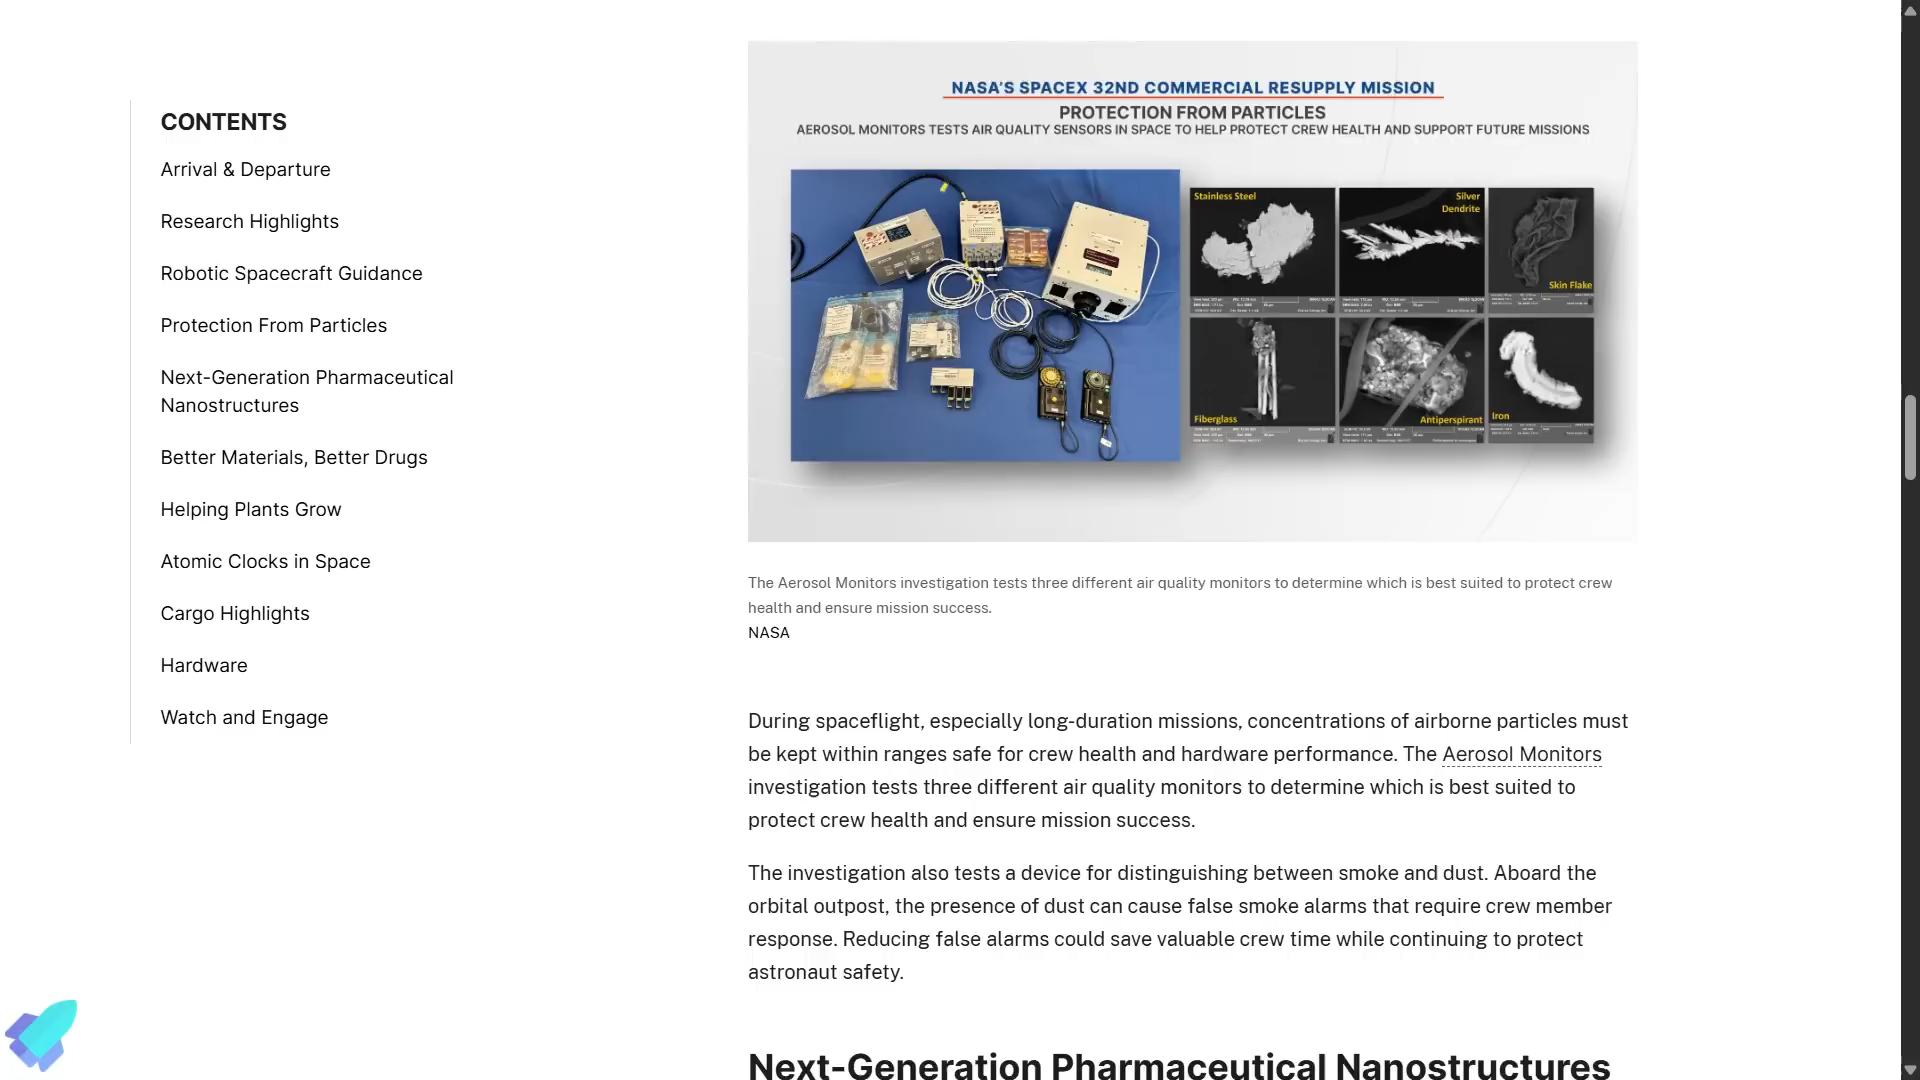 CONTENTS
Arrival & Departure
Research Highlights
Robotic Spacecraft Guidance
Protection From Particles
Next-Generation Pharmaceutical
Nanostructures
Better Materials, Better Drugs
Helping Plants Grow
Atomic Clocks in Space
Cargo Highlights
Hardware
Watch and Engage
NASA'S SPACEX 32ND COMMERCIAL RESUPPLY MISSION
PROTECTION FROM PARTICLES
AEROSOL MONITORS TESTS AIR QUALITY SENSORS IN SPACE TO HELP PROTECT CREW HEALTH AND SUPPORT FUTURE MISSIONS
Stainless Steel
Silver
Dendrite
Skin Flake
Fiberglass
Antiperspirant
Iron
The Aerosol Monitors investigation tests three different air quality monitors to determine which is best suited to protect crew
health and ensure mission success.
NASA
During spaceflight, especially long-duration missions, concentrations of airborne particles must
be kept within ranges safe for crew health and hardware performance. The Aerosol Monitors
investigation tests three different air quality monitors to determine which is best suited to
protect crew health and ensure mission success.
The investigation also tests a device for distinguishing between smoke and dust. Aboard the
orbital outpost, the presence of dust can cause false smoke alarms that require crew member
response. Reducing false alarms could save valuable crew time while continuing to protect
astronaut safety.
Next-Generation Pharmaceutical Nanostructures